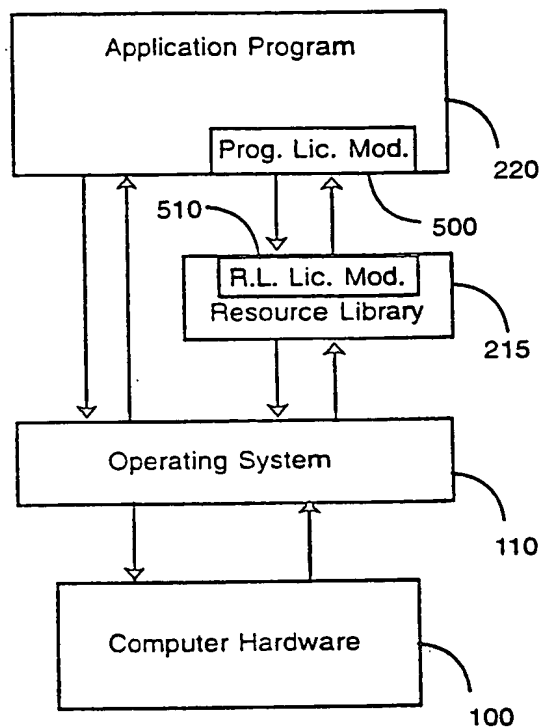 Application Program
Prog. Lic. Mod.
220
500
510
R.L. Lic. Mod.
Resource Library
215
Operating System
110
Computer Hardware
100